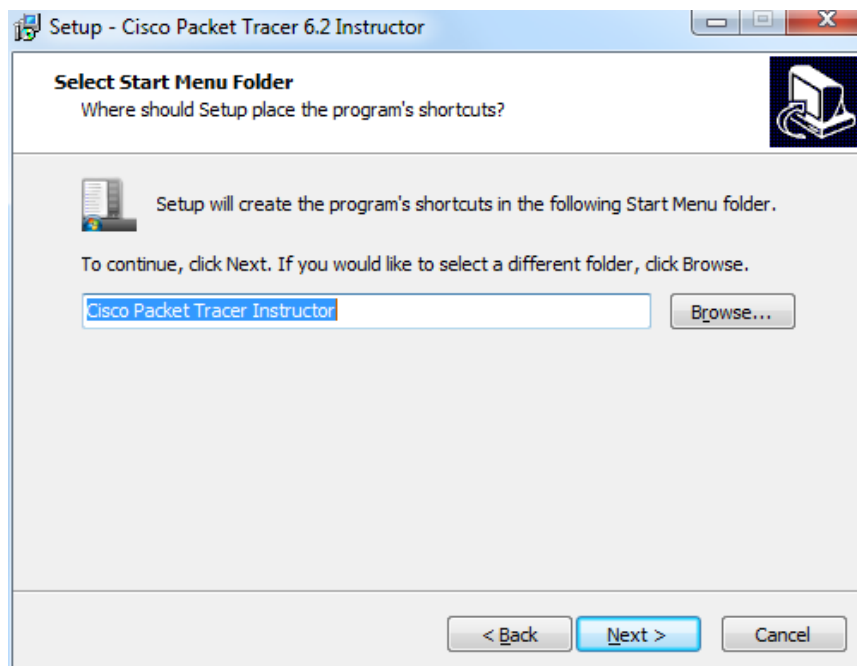 Setup - Cisco Packet Tracer 6.2 Instructor
Select Start Menu Folder
Where should Setup place the program's shortcuts?
Setup will create the program's shortcuts in the following Start Menu folder.
To continue, click Next. If you would like to select a different folder, click Browse.
Cisco Packet Tracer Instructor
Browse...
< Back
Next >
Cancel